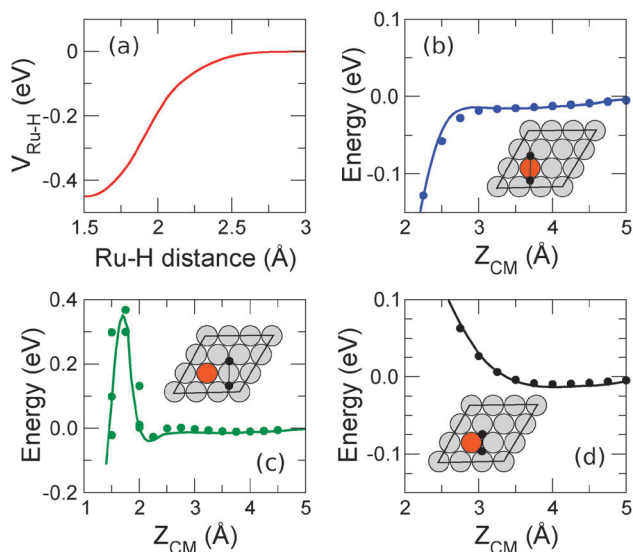 (a)
V_Ru-H (eV)
0
-0.2
-0.4
1.5 2 2.5 3
Ru-H distance (Å)
(b)
Energy (eV)
0.1
0.0
-0.1
2 3 4 5
Z_CM (Å)
(c)
Energy (eV)
0.4
0.2
0.0
-0.2
1 2 3 4 5
Z_CM (Å)
(d)
Energy (eV)
0.1
0.0
-0.1
2 3 4 5
Z_CM (Å)